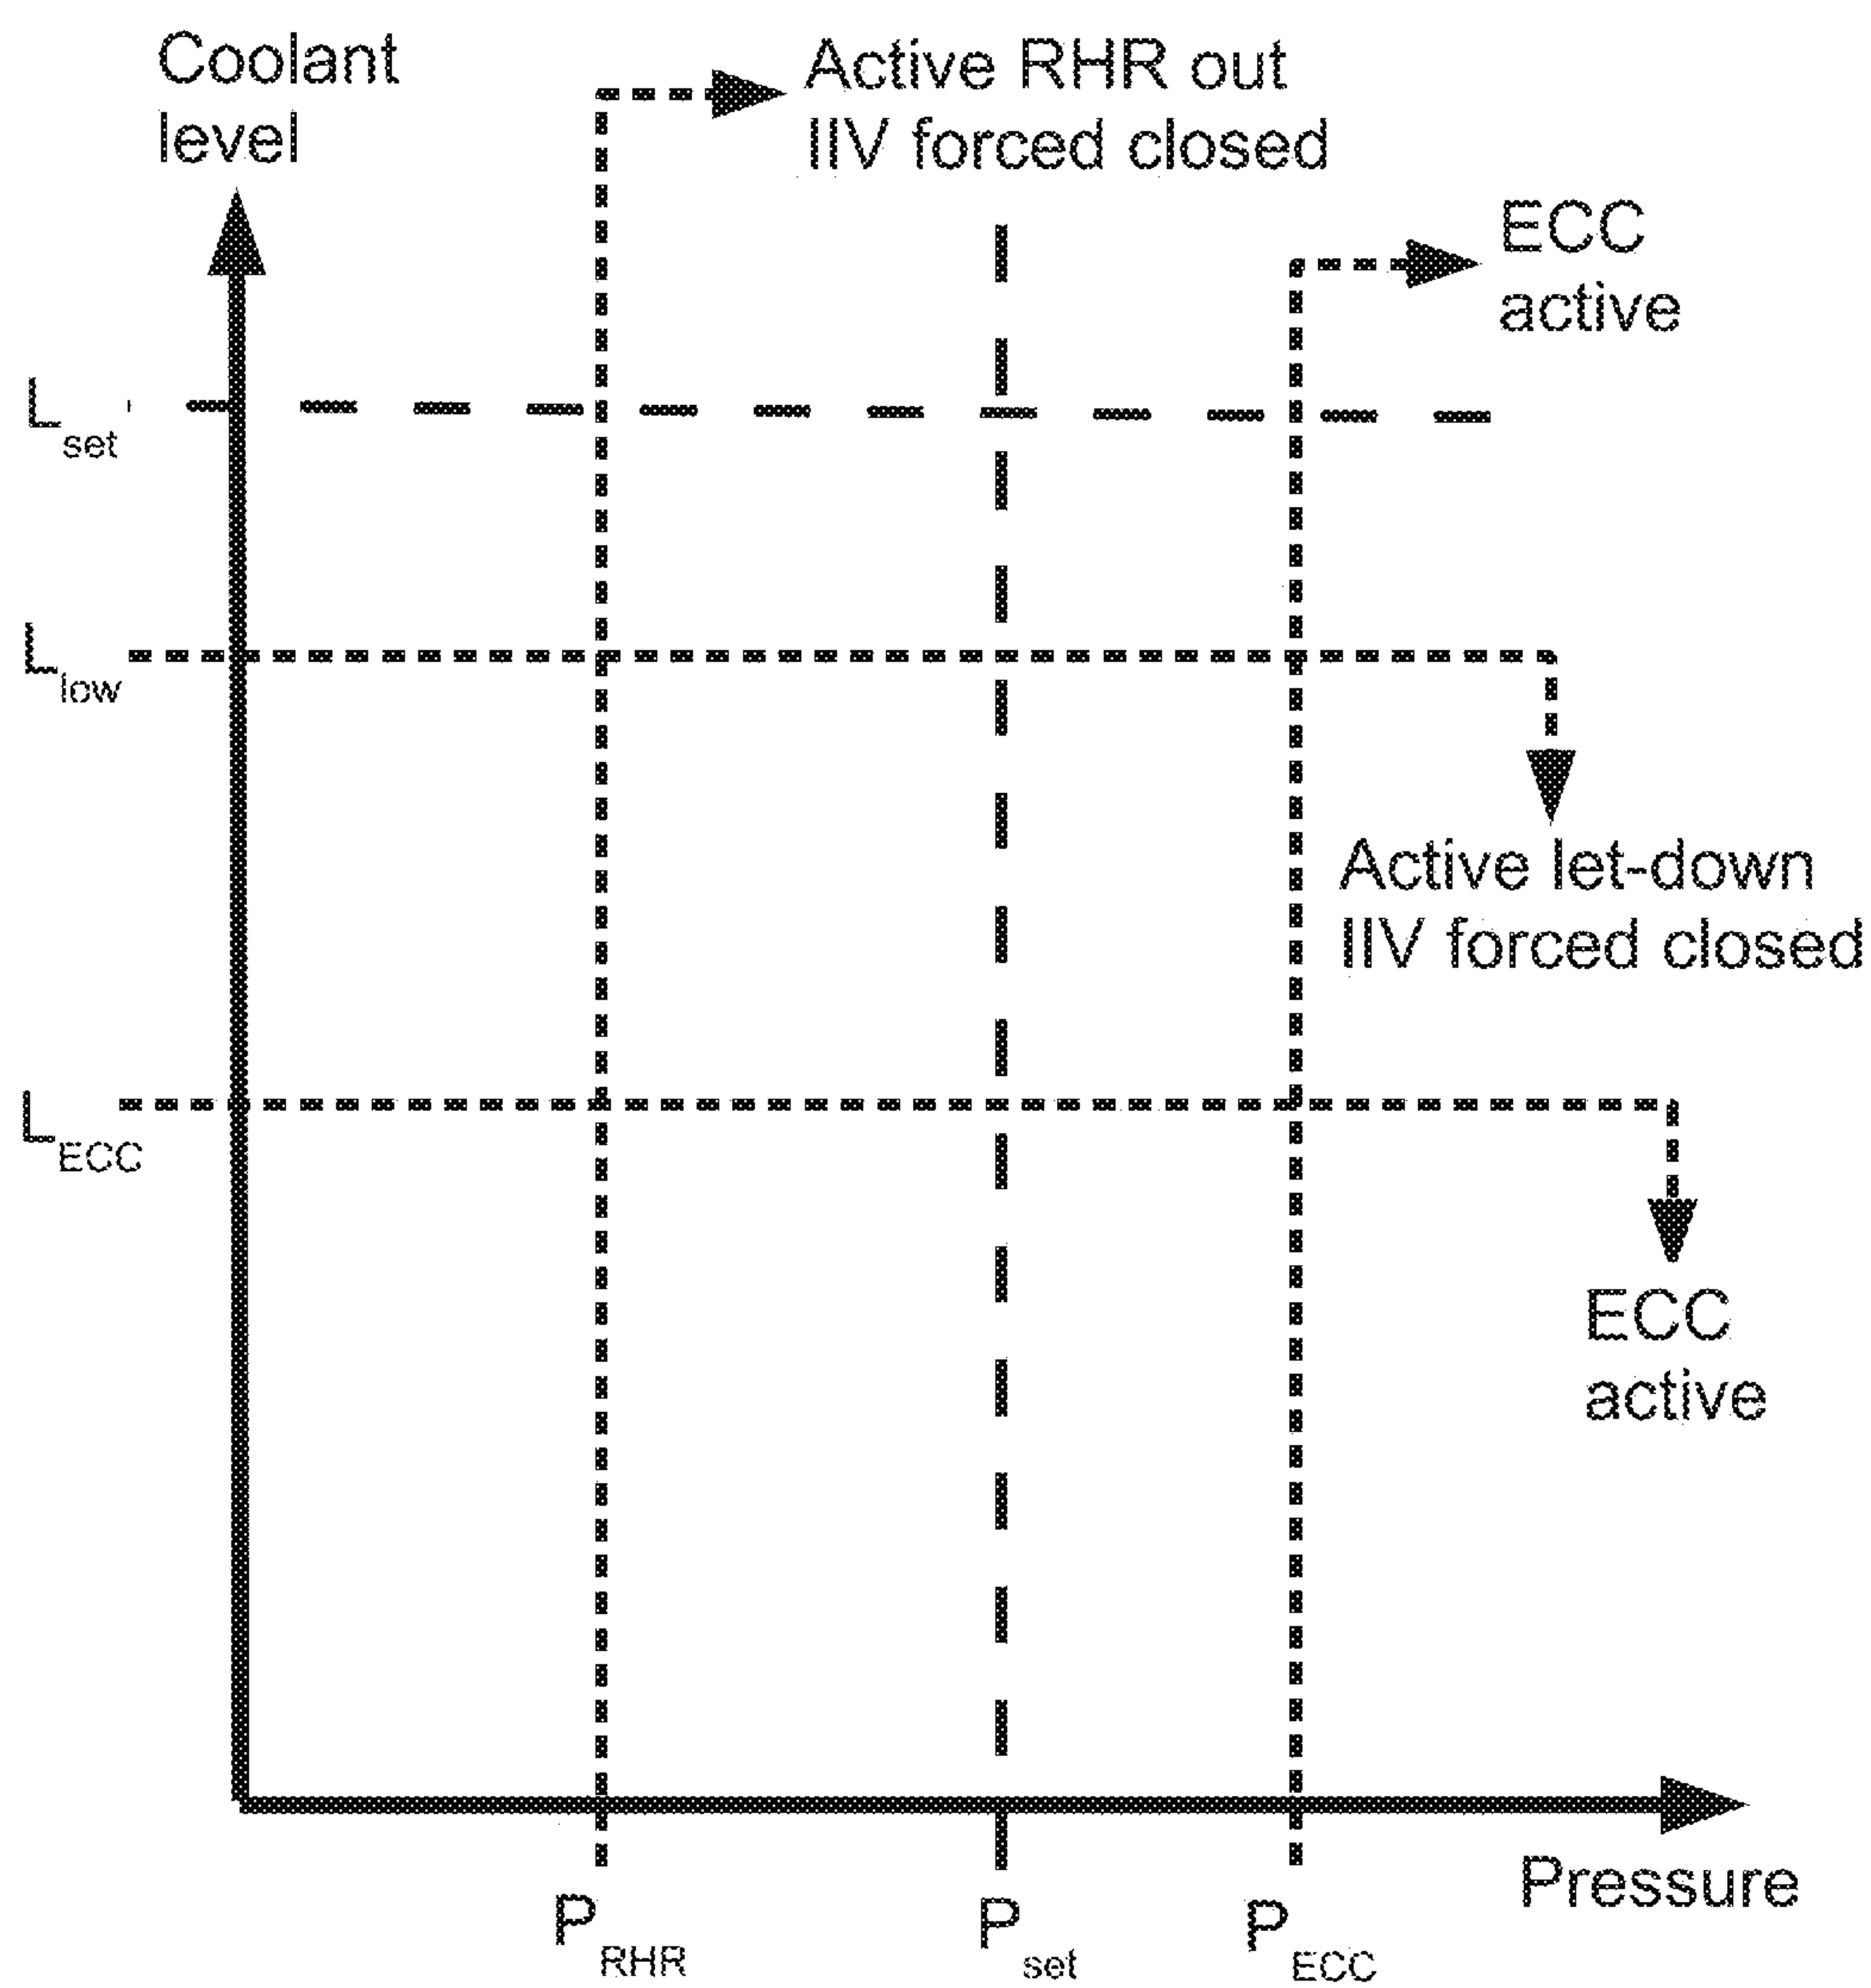 Coolant
level
Active RHR out
IIV forced closed
ECC
active
Lset
Llow
Active let-down
IIV forced closed
LECC
ECC
active
Pressure
PRHR
Pset
PECC